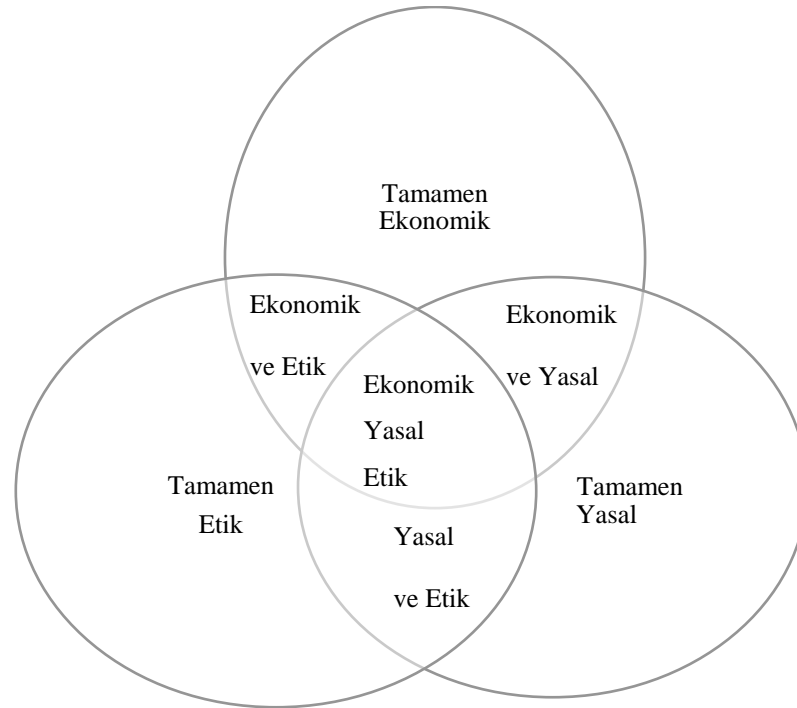 Tamamen
Ekonomik
Ekonomik
ve Etik
Ekonomik
ve Yasal
Ekonomik
Yasal
Etik
Tamamen
Etik
Tamamen
Yasal
Yasal
ve Etik